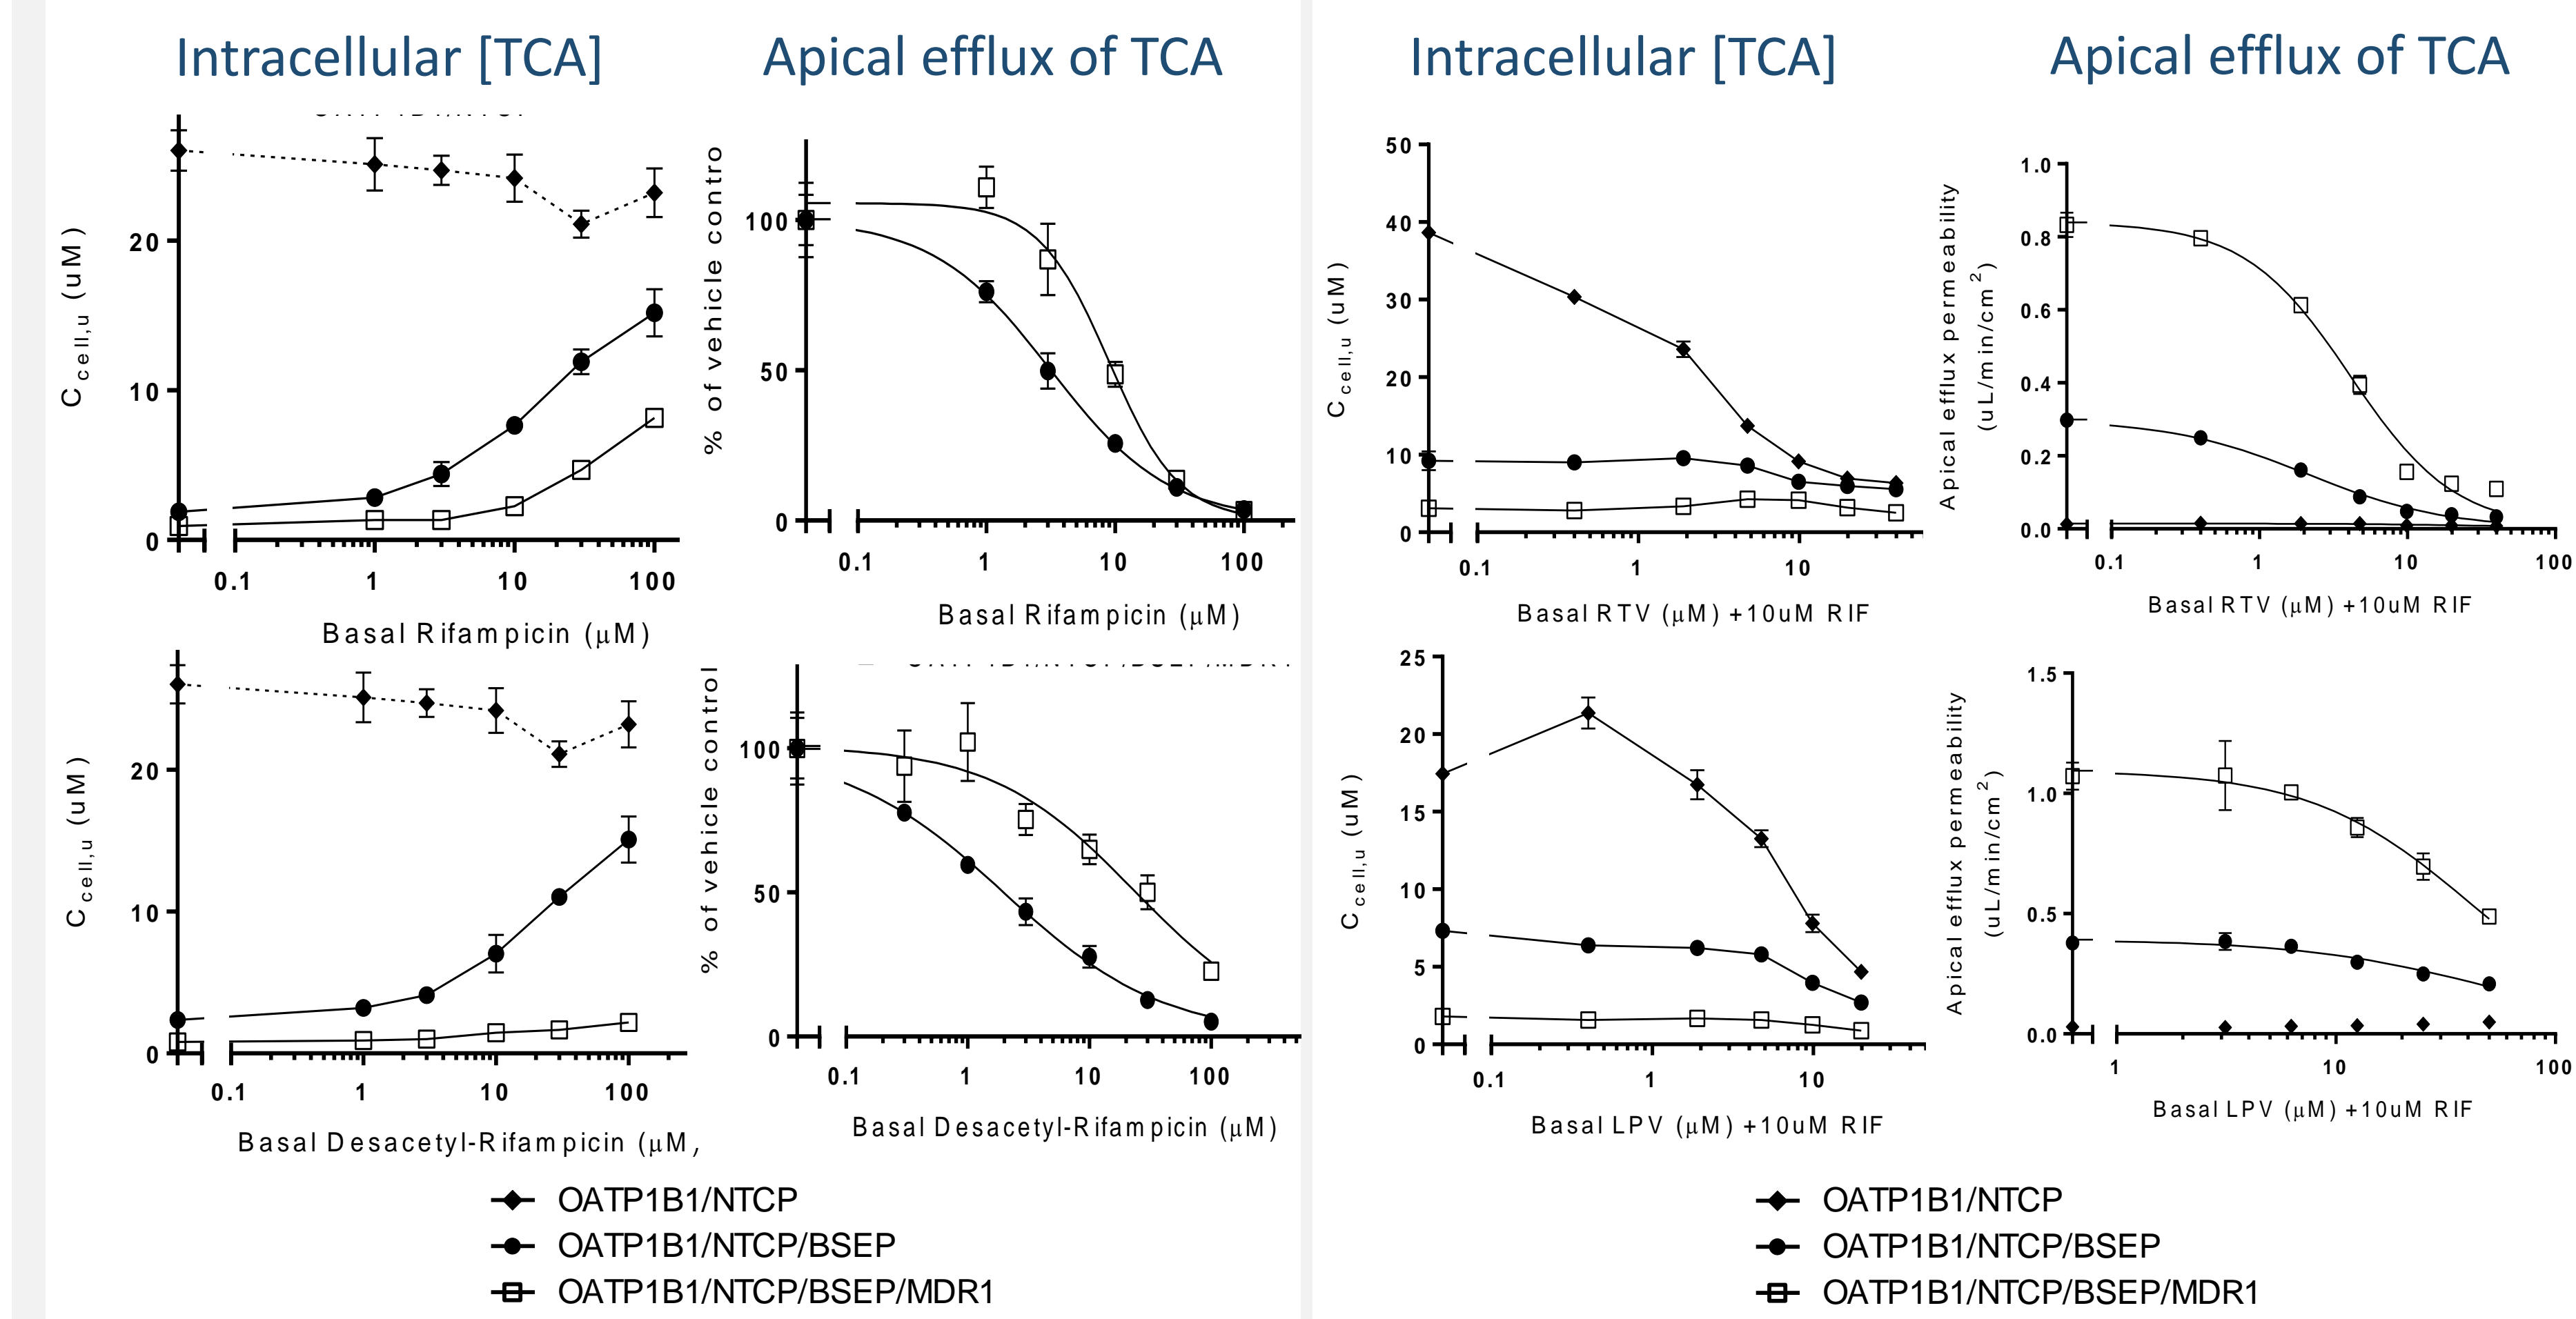 Intracellular [TCA]
Apical efflux of TCA
Intracellular [TCA]
Apical efflux of TCA
C cell,u (uM)
20
10
0
0.1 1 10 100
Basal Rifampicin (μM)
% of vehicle contro
100
50
0
0.1 1 10 100
Basal Rifampicin (μM)
C cell,u (uM)
50
40
30
20
10
0
0.1 1 10
Basal RTV (μM) +10uM RIF
Apical efflux permeability
(uL/min/cm2)
1.0
0.8
0.6
0.4
0.2
0.0
0.1 1 10 100
Basal RTV (μM) +10uM RIF
C cell,u (uM)
20
10
0
0.1 1 10 100
Basal Desacetyl-Rifampicin (μM,
% of vehicle control
100
50
0
0.1 1 10 100
Basal Desacetyl-Rifampicin (μM)
C cell,u (uM)
25
20
15
10
5
0
0.1 1 10
Basal LPV (μM) +10uM RIF
Apical efflux permeability
(uL/min/cm2)
1.5
1.0
0.5
0.0
1 10 100
Basal LPV (μM) +10uM RIF
OATP1B1/NTCP
OATP1B1/NTCP/BSEP
OATP1B1/NTCP/BSEP/MDR1
OATP1B1/NTCP
OATP1B1/NTCP/BSEP
OATP1B1/NTCP/BSEP/MDR1